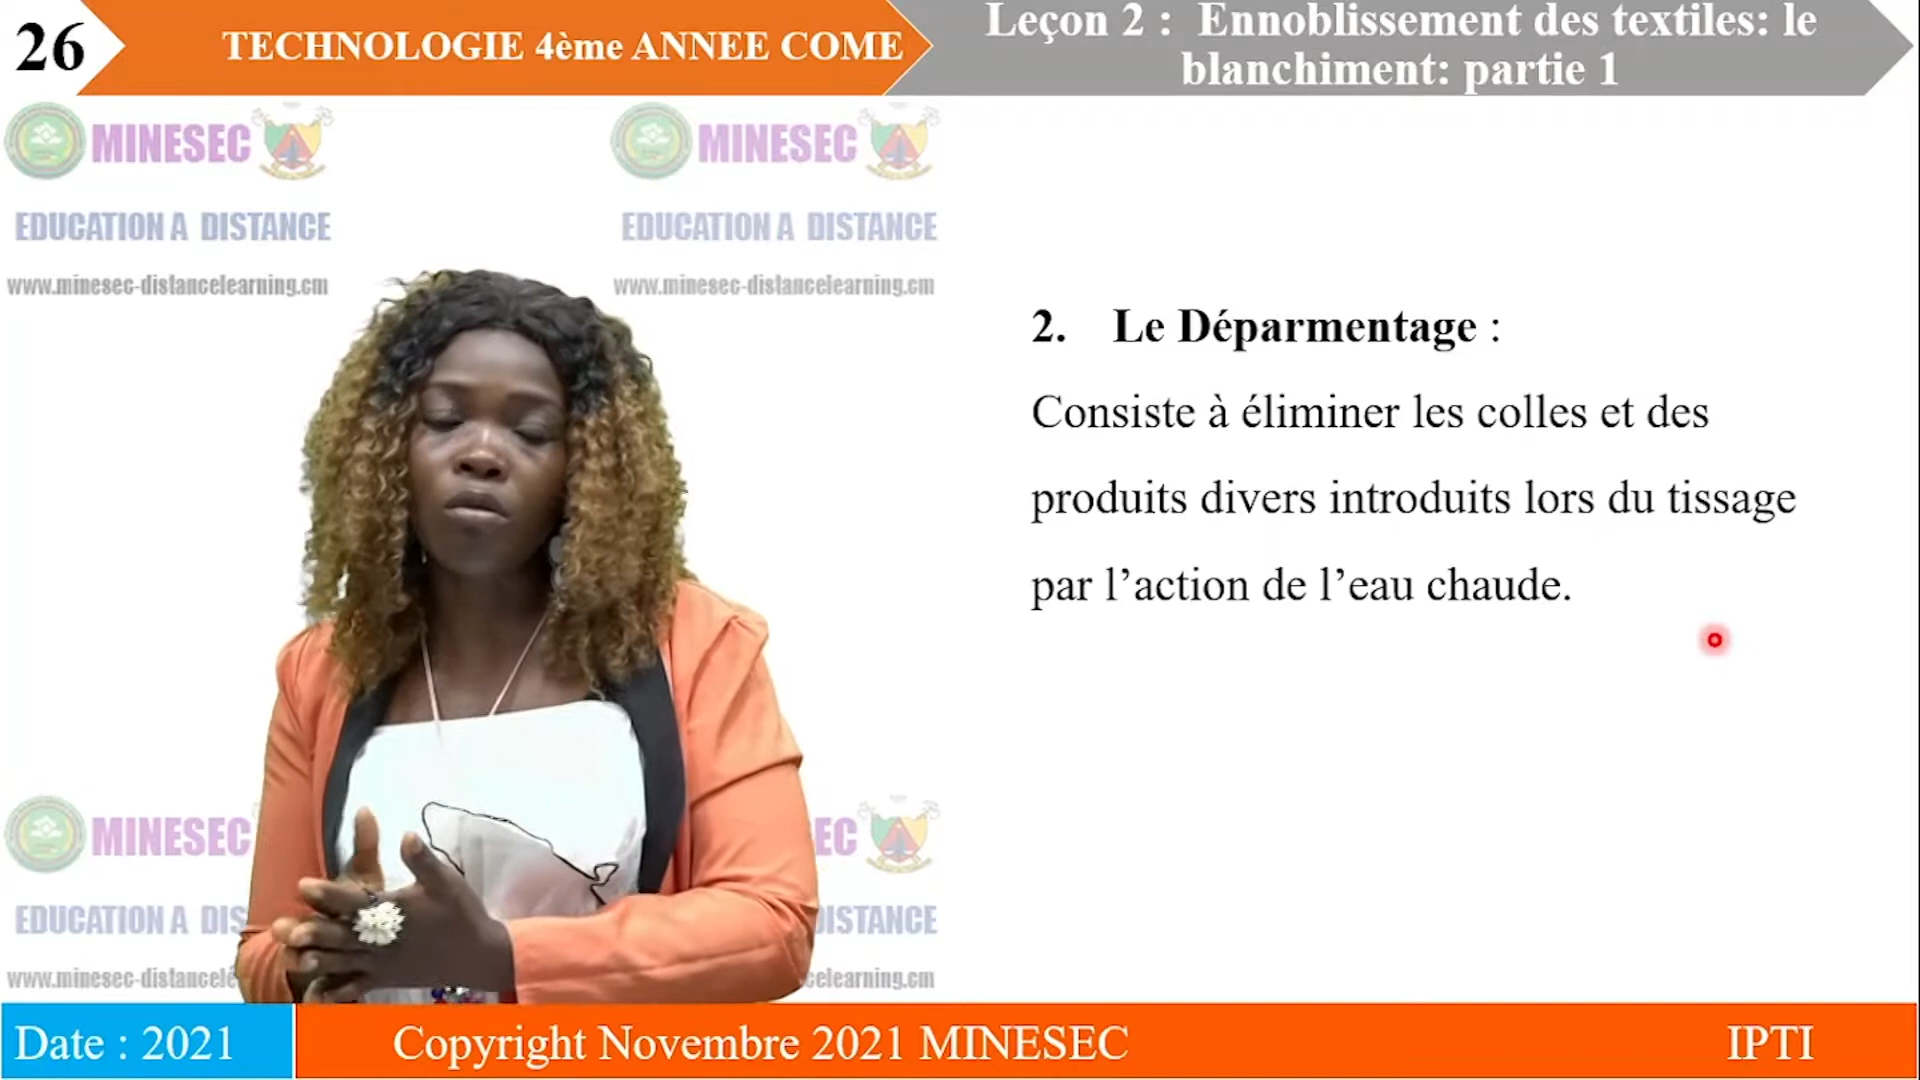 26
TECHNOLOGIE 4ème ANNEE COME
Leçon 2 : Ennoblissement des textiles: le
blanchiment: partie 1
MINESEC
MINESEC
EDUCATION A DISTANCE
EDUCATION A DISTANCE
www.minesec-distancelearning.cm
www.minesec-distancelearning.cm
2. Le Déparmentage :
Consiste à éliminer les colles et des
produits divers introduits lors du tissage
par l’action de l’eau chaude.
MINESEC
EC
EDUCATION A DIS
DISTANCE
www.minesec-distancele
celearning.cm
Date : 2021
Copyright Novembre 2021 MINESEC
IPTI